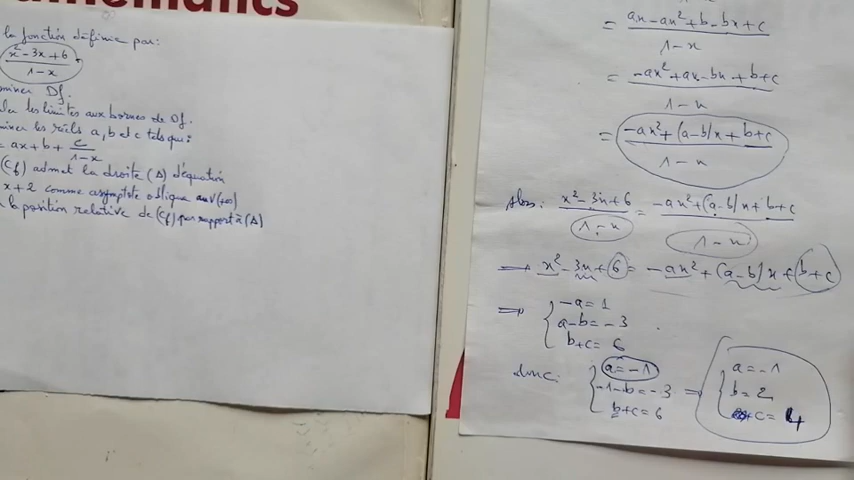 la fonction définie par:
x² - 3x + 6
1 - x
Df.
les limites aux bornes de Df.
les réels a, b et c tels que:
= ax + b + c
1 - x
(Cf) admet la droite (Δ) d'équation
x + 2 comme asymptote oblique au V(+∞)
la position relative de (Cf) par rapport à (Δ)
= ax - ax² + b - bx + c
1 - x
= -ax² + ax - bx + b + c
1 - x
= -ax² + (a - b)x + b + c
1 - x
Alors: x² - 3x + 6 = -ax² + (a - b)x + b + c
1 - x 1 - x
⟹ x² - 3x + 6 = -ax² + (a - b)x + b + c
⟹ { -a = 1
a - b = -3
b + c = 6
donc: { a = -1
-1 - b = -3
b + c = 6
⟹ { a = -1
b = 2
c = 4